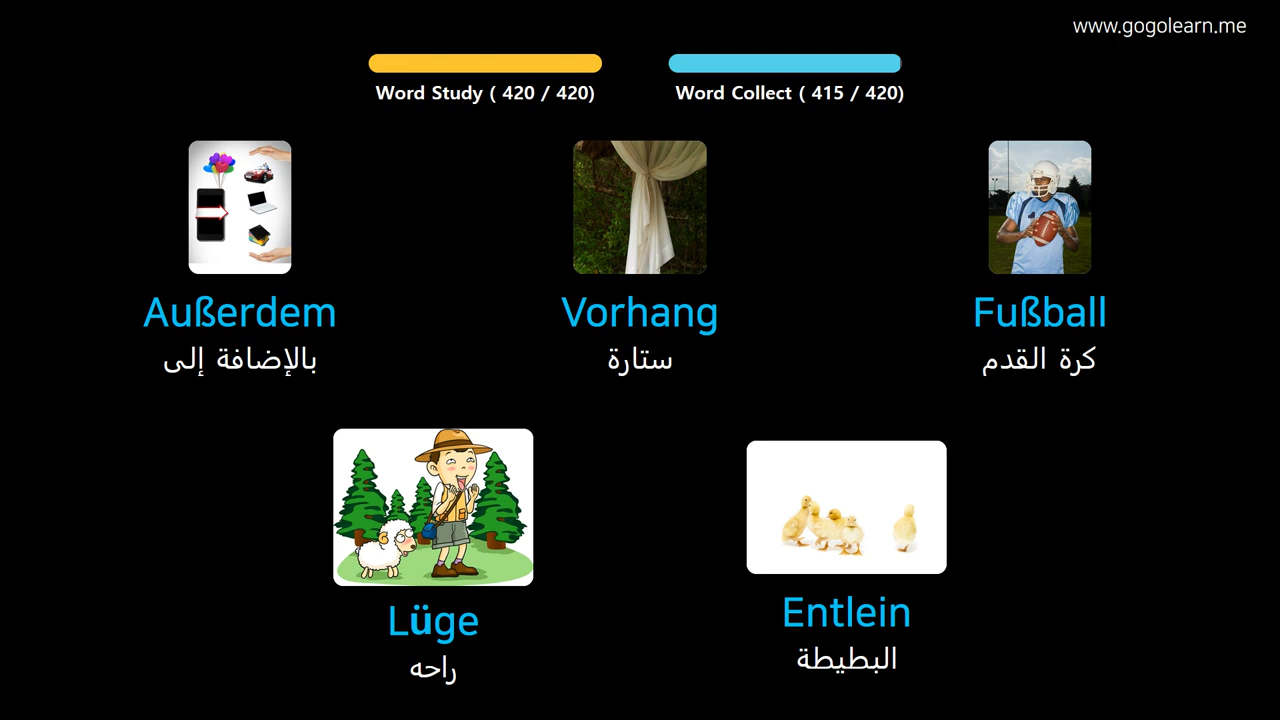 www.gogolearn.me
Word Study ( 420 / 420)
Word Collect ( 415 / 420)
Außerdem
بالإضافة إلى
Vorhang
ستارة
Fußball
كرة القدم
Lüge
راحه
Entlein
البطيطة